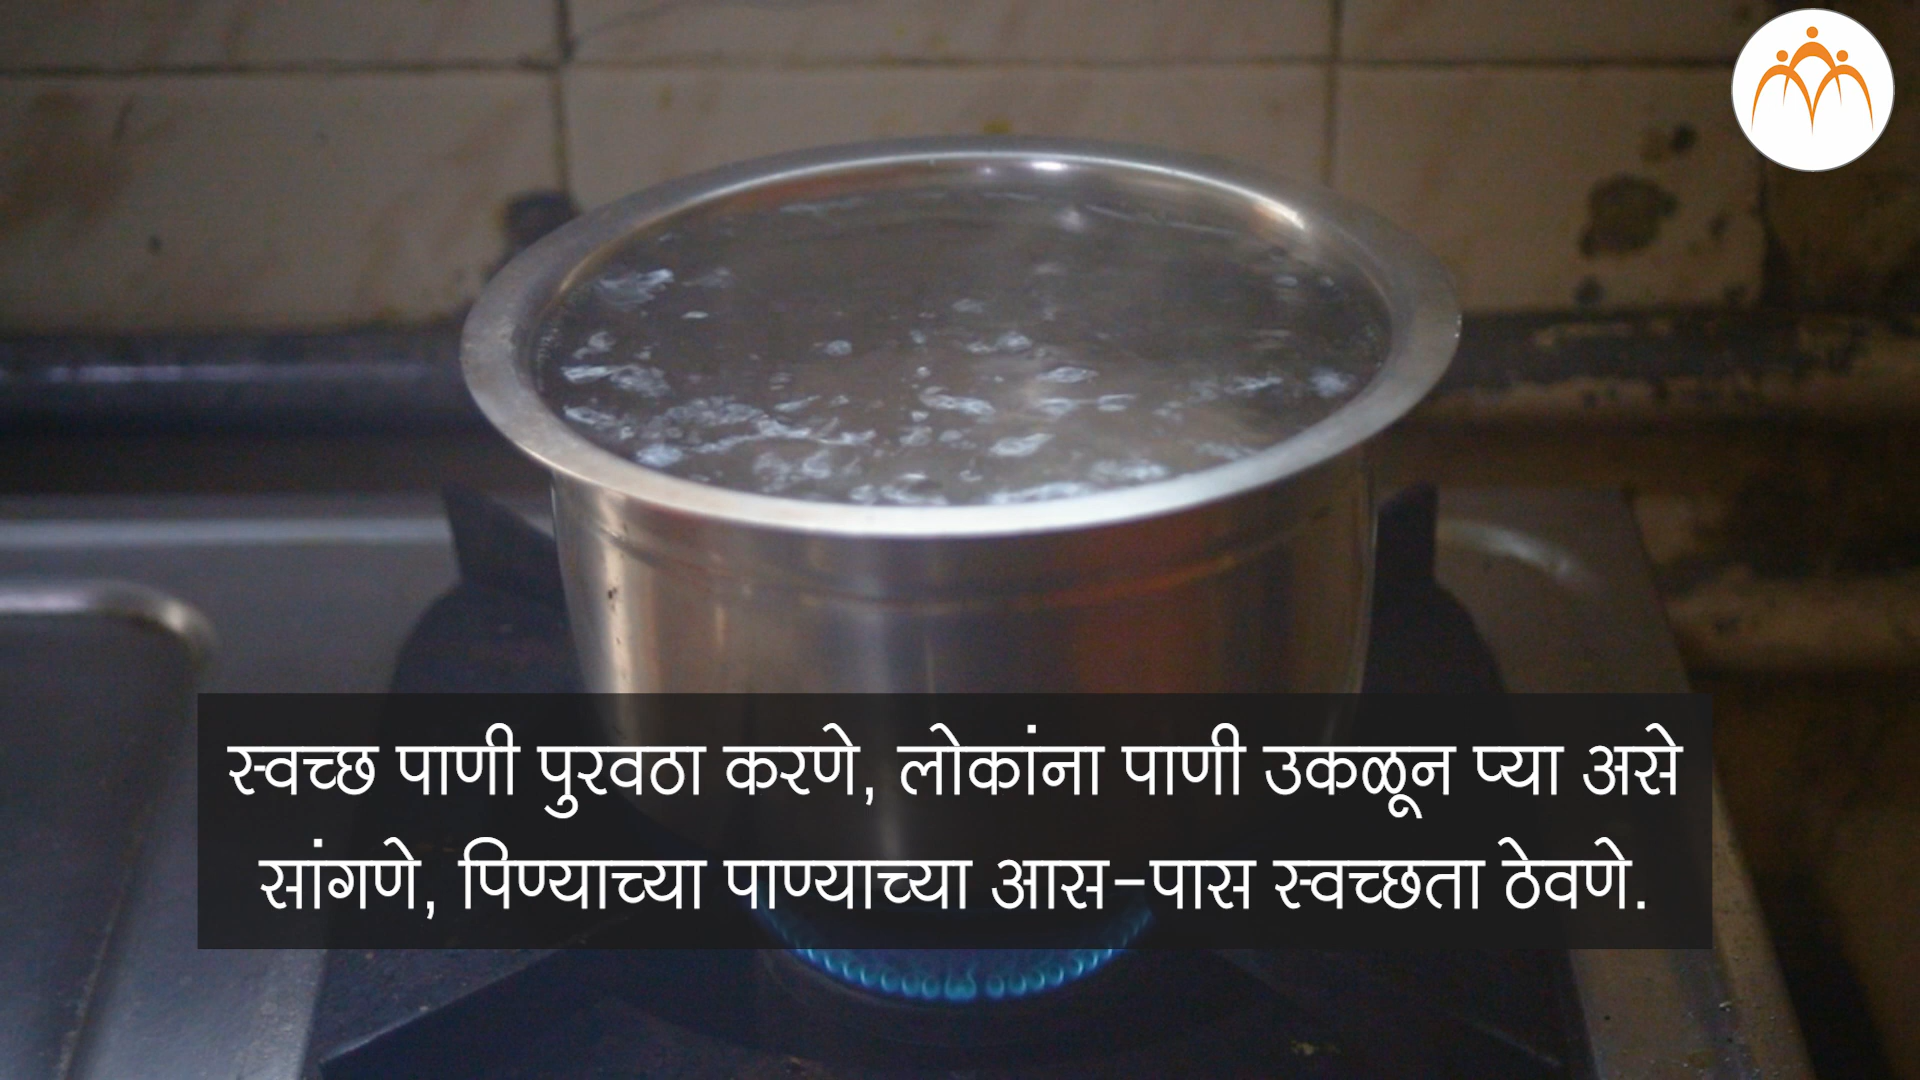 स्वच्छ पाणी पुरवठा करणे, लोकांना पाणी उकळून प्या असे
सांगणे, पिण्याच्या पाण्याच्या आस-पास स्वच्छता ठेवणे.